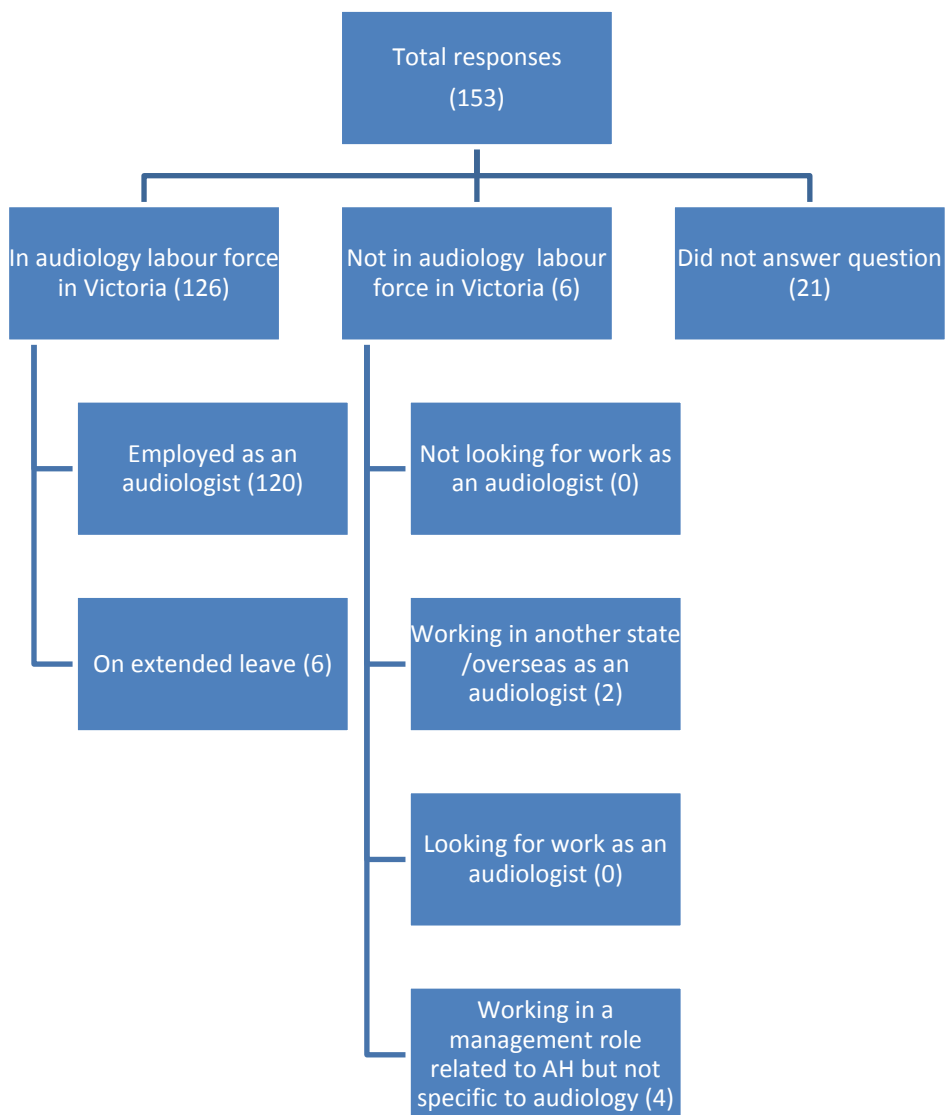 Total responses
(153)
In audiology labour force
in Victoria (126)
Not in audiology  labour
force in Victoria (6)
Did not answer question
(21)
Employed as an
audiologist (120)
On extended leave (6)
Not looking for work as
an audiologist (0)
Working in another state
/overseas as an
audiologist (2)
Looking for work as an
audiologist (0)
Working in a
management role
related to AH but not
specific to audiology (4)